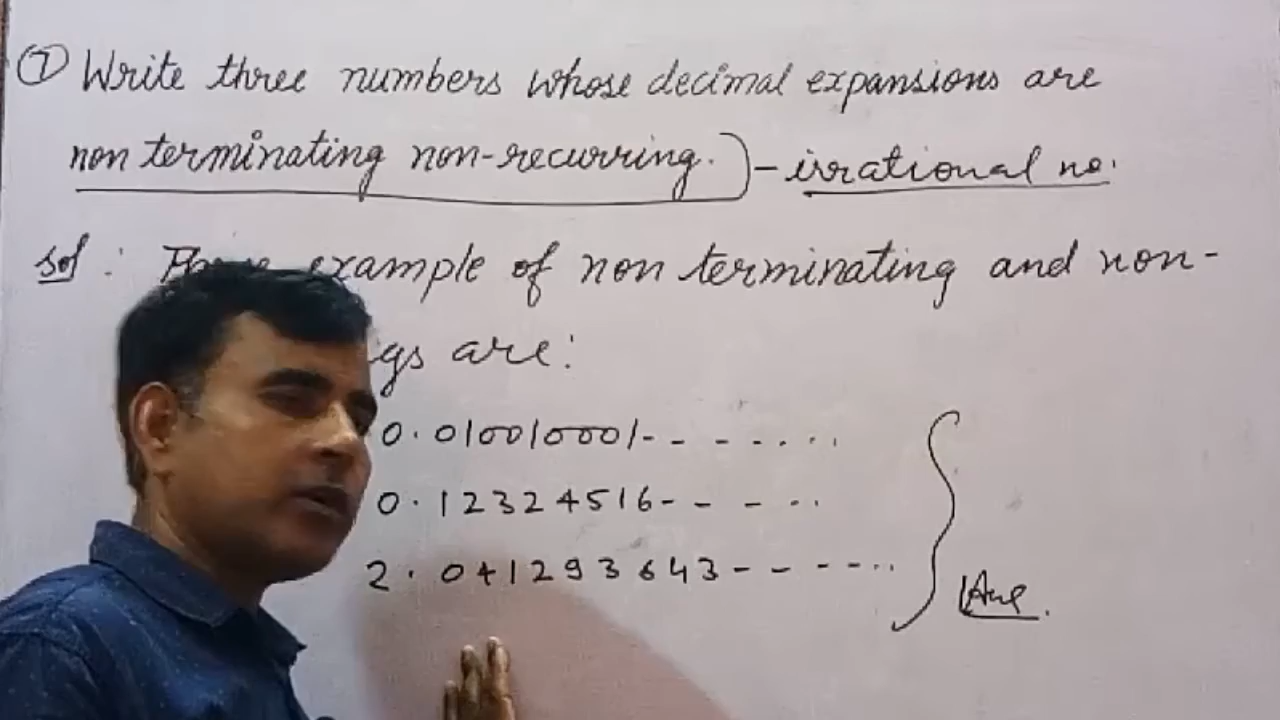 ⑦ Write three numbers whose decimal expansions are
non terminating non-recurring.) - irrational no.
Sol : example of non terminating and non-
gs are:
0.010010001- - - - . . . .
0.12324516- - - . .
2.041293643- - - - - . .
Ans.